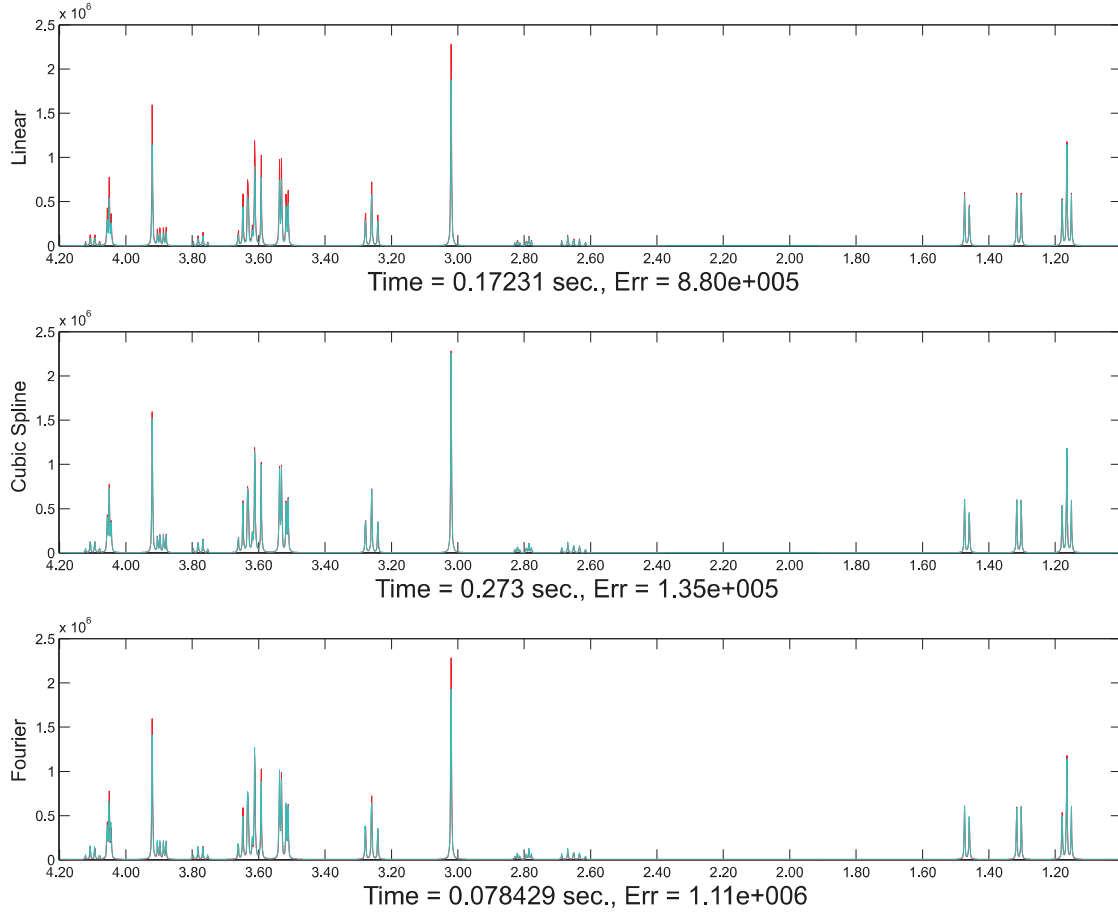 x 10⁶
2.5
2
1.5
1
0.5
0
Linear
4.20 4.00 3.80 3.60 3.40 3.20 3.00 2.80 2.60 2.40 2.20 2.00 1.80 1.60 1.40 1.20
Time = 0.17231 sec., Err = 8.80e+005
x 10⁶
2.5
2
1.5
1
0.5
0
Cubic Spline
4.20 4.00 3.80 3.60 3.40 3.20 3.00 2.80 2.60 2.40 2.20 2.00 1.80 1.60 1.40 1.20
Time = 0.273 sec., Err = 1.35e+005
x 10⁶
2.5
2
1.5
1
0.5
0
Fourier
4.20 4.00 3.80 3.60 3.40 3.20 3.00 2.80 2.60 2.40 2.20 2.00 1.80 1.60 1.40 1.20
Time = 0.078429 sec., Err = 1.11e+006